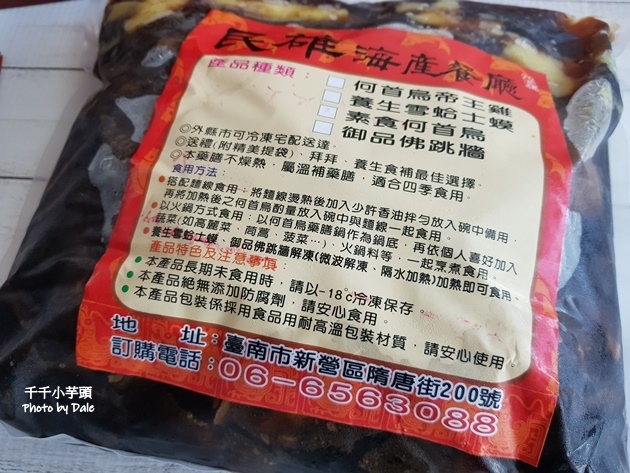 民雄海產餐廳
產品種類：
□何首烏帝王雞
□養生雪蛤土蟆
□素食何首烏
□御品佛跳牆
◎外縣市可冷凍宅配送達。
◎送禮(附精美提袋)、拜拜、養生食補最佳選擇。
◎本藥膳不燥熱，屬溫補藥膳，適合四季食用。
食用方法：
●搭配麵線食用：將麵線燙熟後加入少許香油拌勻放入碗中備用，
再將加熱後之何首烏酌量放入碗中與麵線一起食用。
●以火鍋方式食用：以何首烏藥膳鍋作為鍋底，再依個人喜好加入
蔬菜(如高麗菜、茼萵、菠菜…)，火鍋料等，一起烹煮食用。
●養生雪蛤土蟆、御品佛跳牆解凍(微波解凍、隔水加熱)加熱即可食用。
產品特色及注意事項：
●本產品長期未食用時，請以-18°c冷凍保存。
●本產品絕無添加防腐劑，請安心食用。
●本產品包裝係採用食品用耐高溫包裝材質，請安心使用。
地 址：臺南市新營區隋唐街200號
訂購電話：06-6563088
千千小芋頭
Photo by Dale